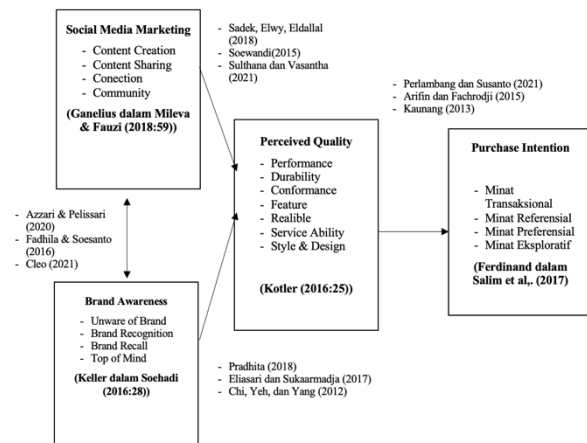 Social Media Marketing
- Content Creation
- Content Sharing
- Conection
- Community
(Ganelius dalam Mileva
& Fauzi (2018:59))
- Sadek, Elwy, Eldallal
(2018)
- Soewandi(2015)
- Sulthana dan Vasantha
(2021)
- Perlambang dan Susanto (2021)
- Arifin dan Fachrodji (2015)
- Kaunang (2013)
Perceived Quality
- Performance
- Durability
- Conformance
- Feature
- Realible
- Service Ability
- Style & Design
(Kotler (2016:25))
Purchase Intention
- Minat
Transaksional
- Minat Referensial
- Minat Preferensial
- Minat Eksploratif
(Ferdinand dalam
Salim et al,. (2017)
- Azzari & Pelissari
(2020)
- Fadhila & Soesanto
(2016)
- Cleo (2021)
Brand Awareness
- Unware of Brand
- Brand Recognition
- Brand Recall
- Top of Mind
(Keller dalam Soehadi
(2016:28))
- Pradhita (2018)
- Eliasari dan Sukaarmadja (2017)
- Chi, Yeh, dan Yang (2012)